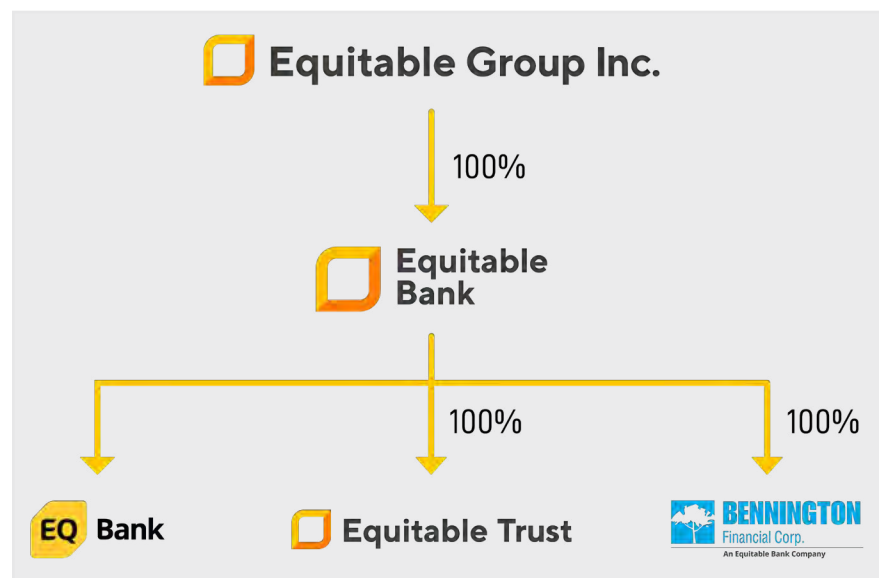 Equitable Group Inc.
100%
Equitable
Bank
100%
100%
EQ Bank
Equitable Trust
BENNINGTON
Financial Corp.
An Equitable Bank Company